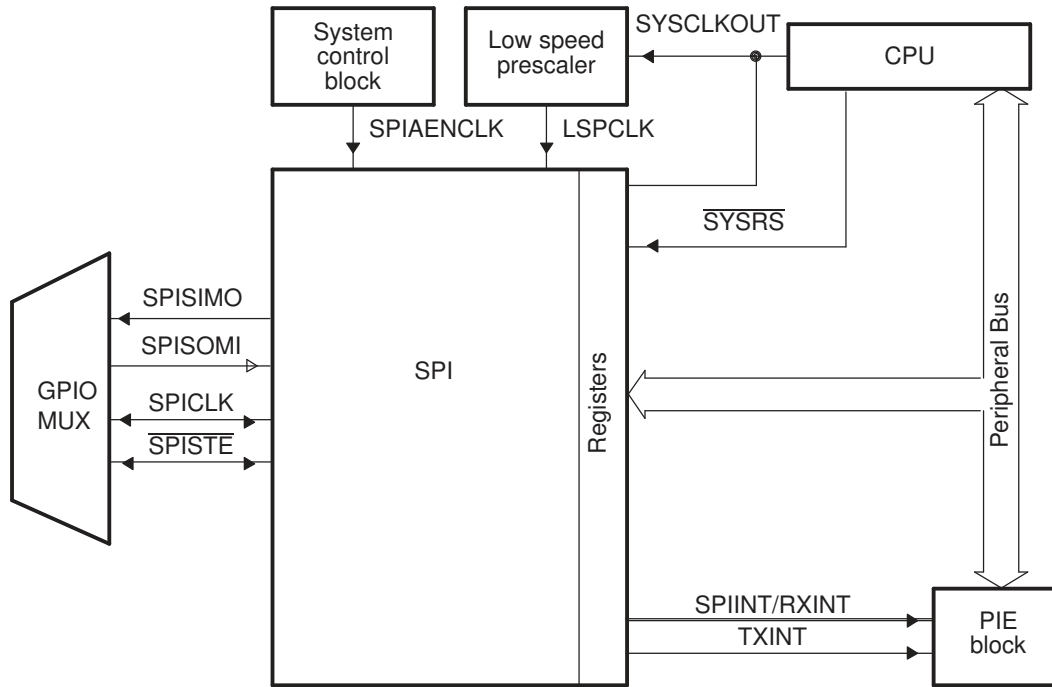 System
control
block
Low speed
prescaler
SYSCLKOUT
CPU
SPIAENCLK
LSPCLK
SYSRS
SPISIMO
SPISOMI
SPICLK
SPISTE
GPIO
MUX
SPI
Registers
Peripheral Bus
SPIINT/RXINT
TXINT
PIE
block